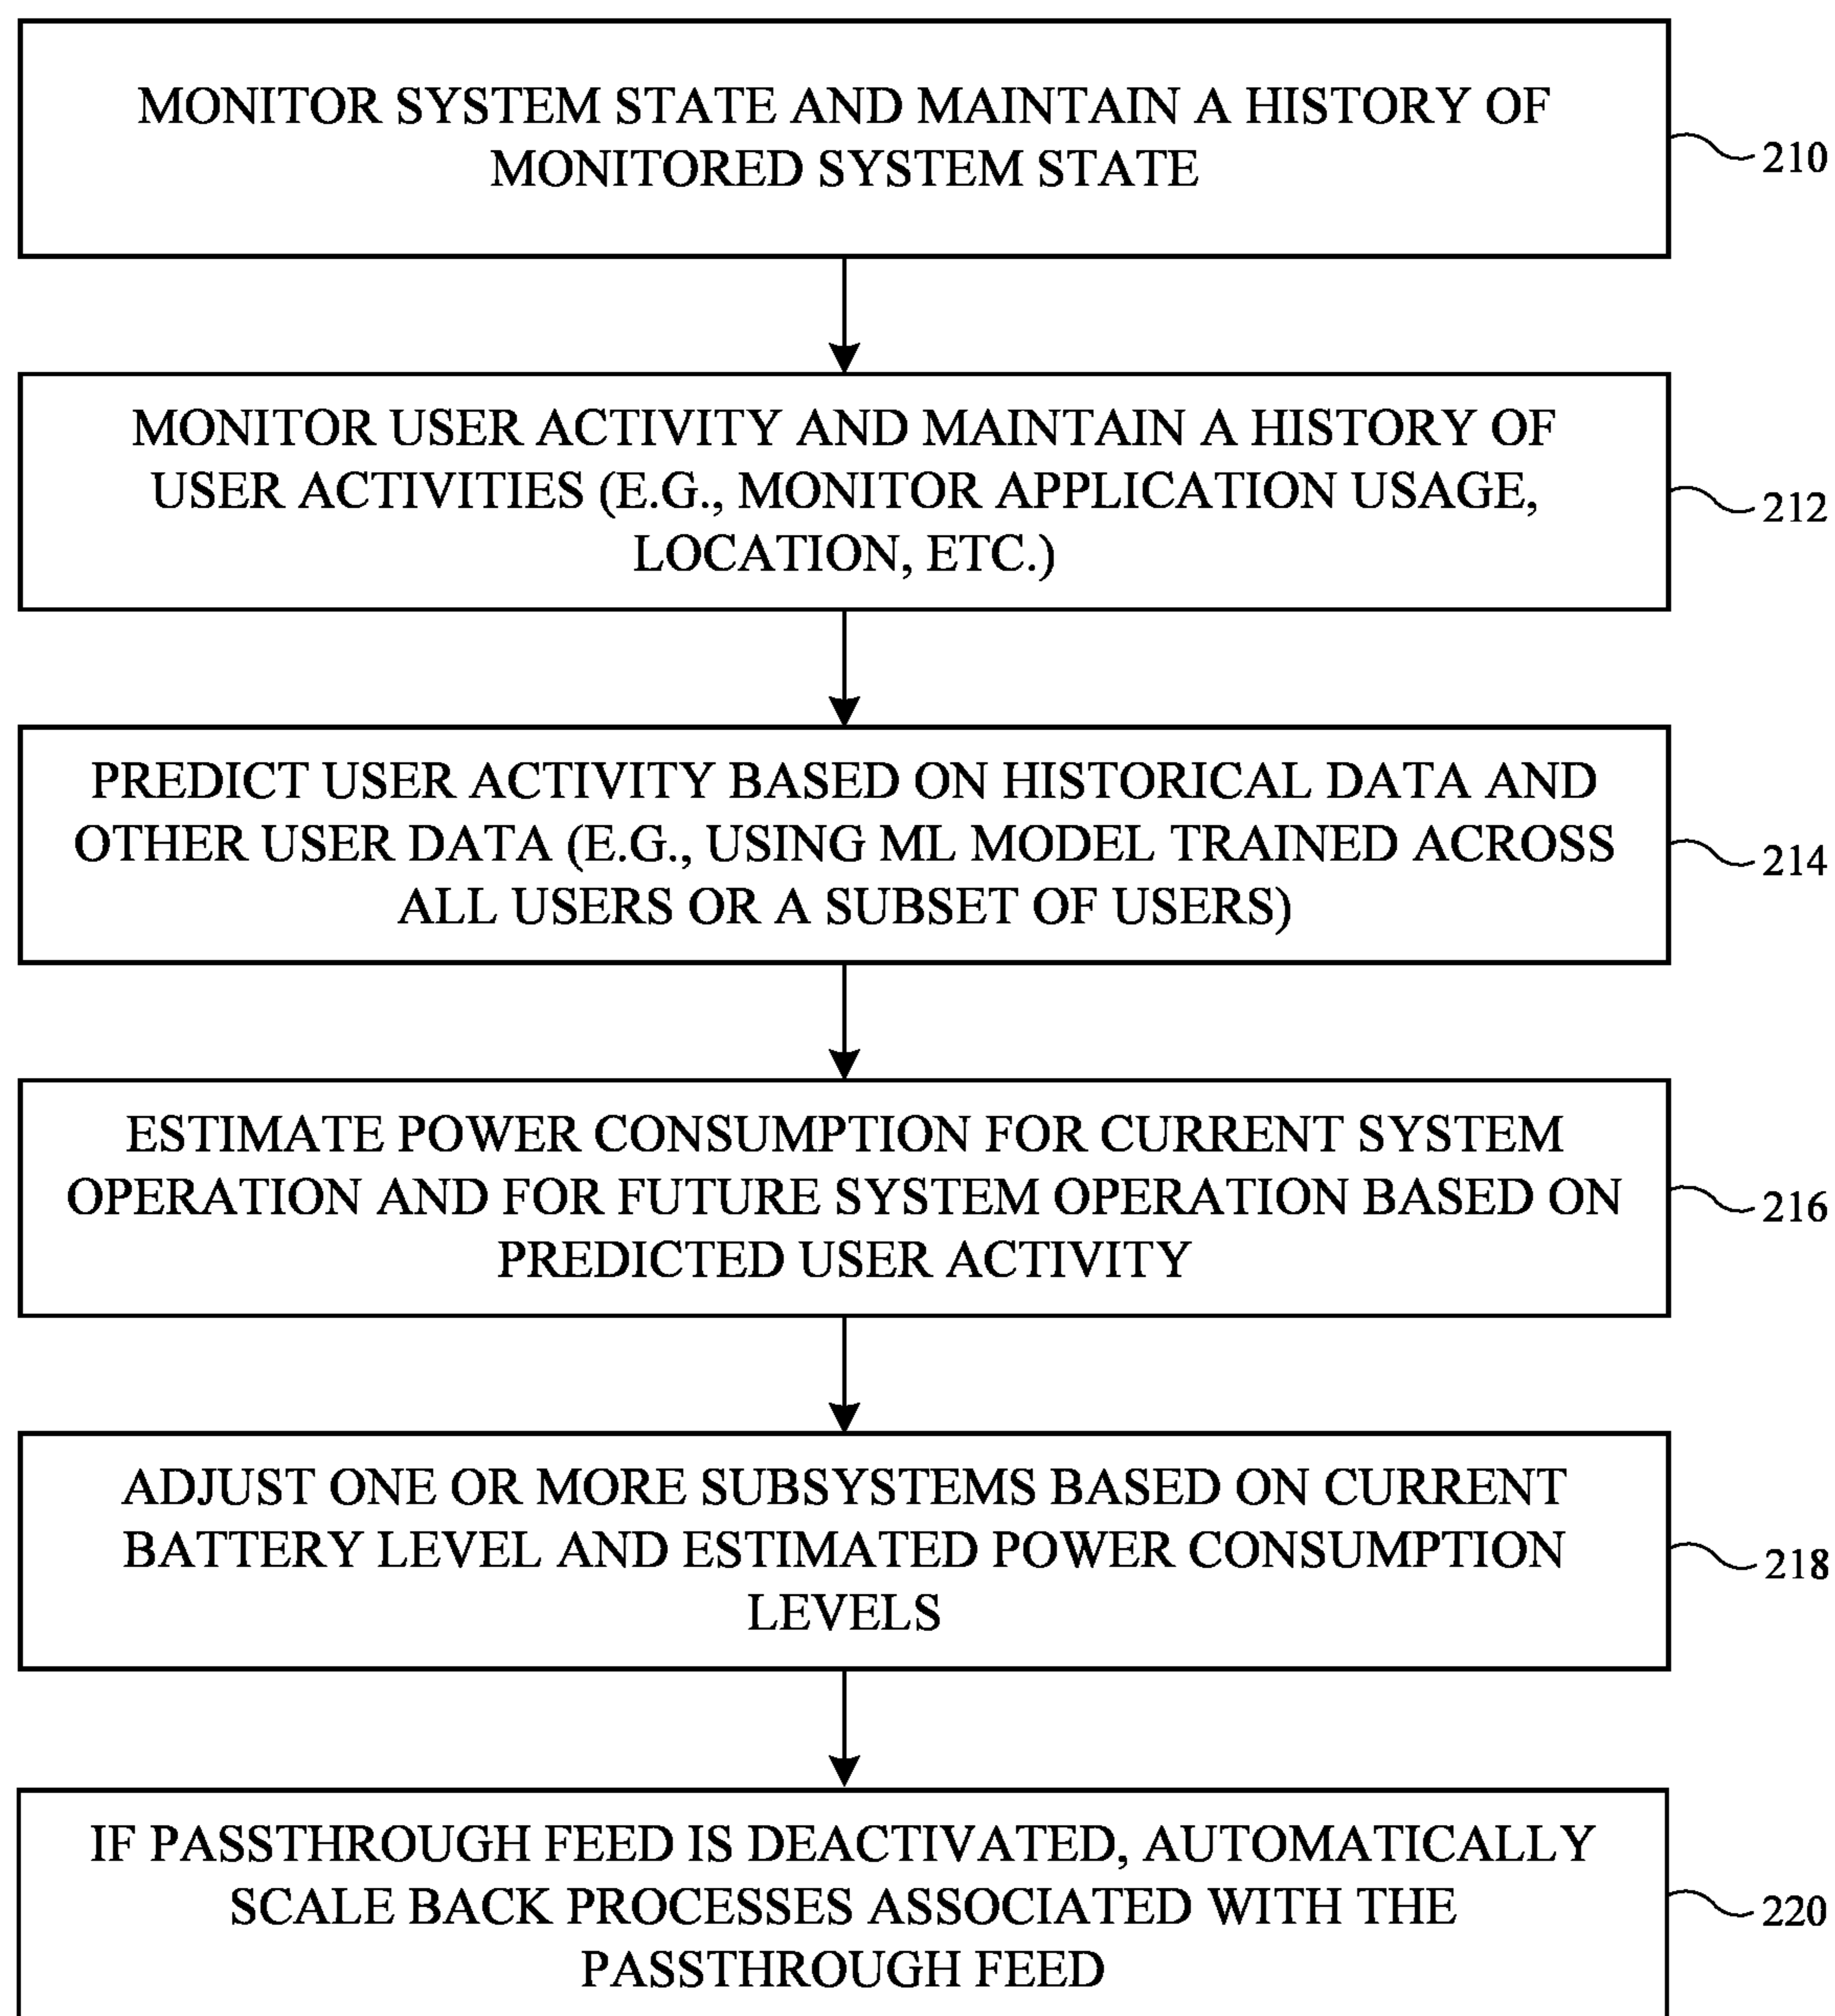 MONITOR SYSTEM STATE AND MAINTAIN A HISTORY OF
MONITORED SYSTEM STATE
210
MONITOR USER ACTIVITY AND MAINTAIN A HISTORY OF
USER ACTIVITIES (E.G., MONITOR APPLICATION USAGE,
LOCATION, ETC.)
212
PREDICT USER ACTIVITY BASED ON HISTORICAL DATA AND
OTHER USER DATA (E.G., USING ML MODEL TRAINED ACROSS
ALL USERS OR A SUBSET OF USERS)
214
ESTIMATE POWER CONSUMPTION FOR CURRENT SYSTEM
OPERATION AND FOR FUTURE SYSTEM OPERATION BASED ON
PREDICTED USER ACTIVITY
216
ADJUST ONE OR MORE SUBSYSTEMS BASED ON CURRENT
BATTERY LEVEL AND ESTIMATED POWER CONSUMPTION
LEVELS
218
IF PASSTHROUGH FEED IS DEACTIVATED, AUTOMATICALLY
SCALE BACK PROCESSES ASSOCIATED WITH THE
PASSTHROUGH FEED
220